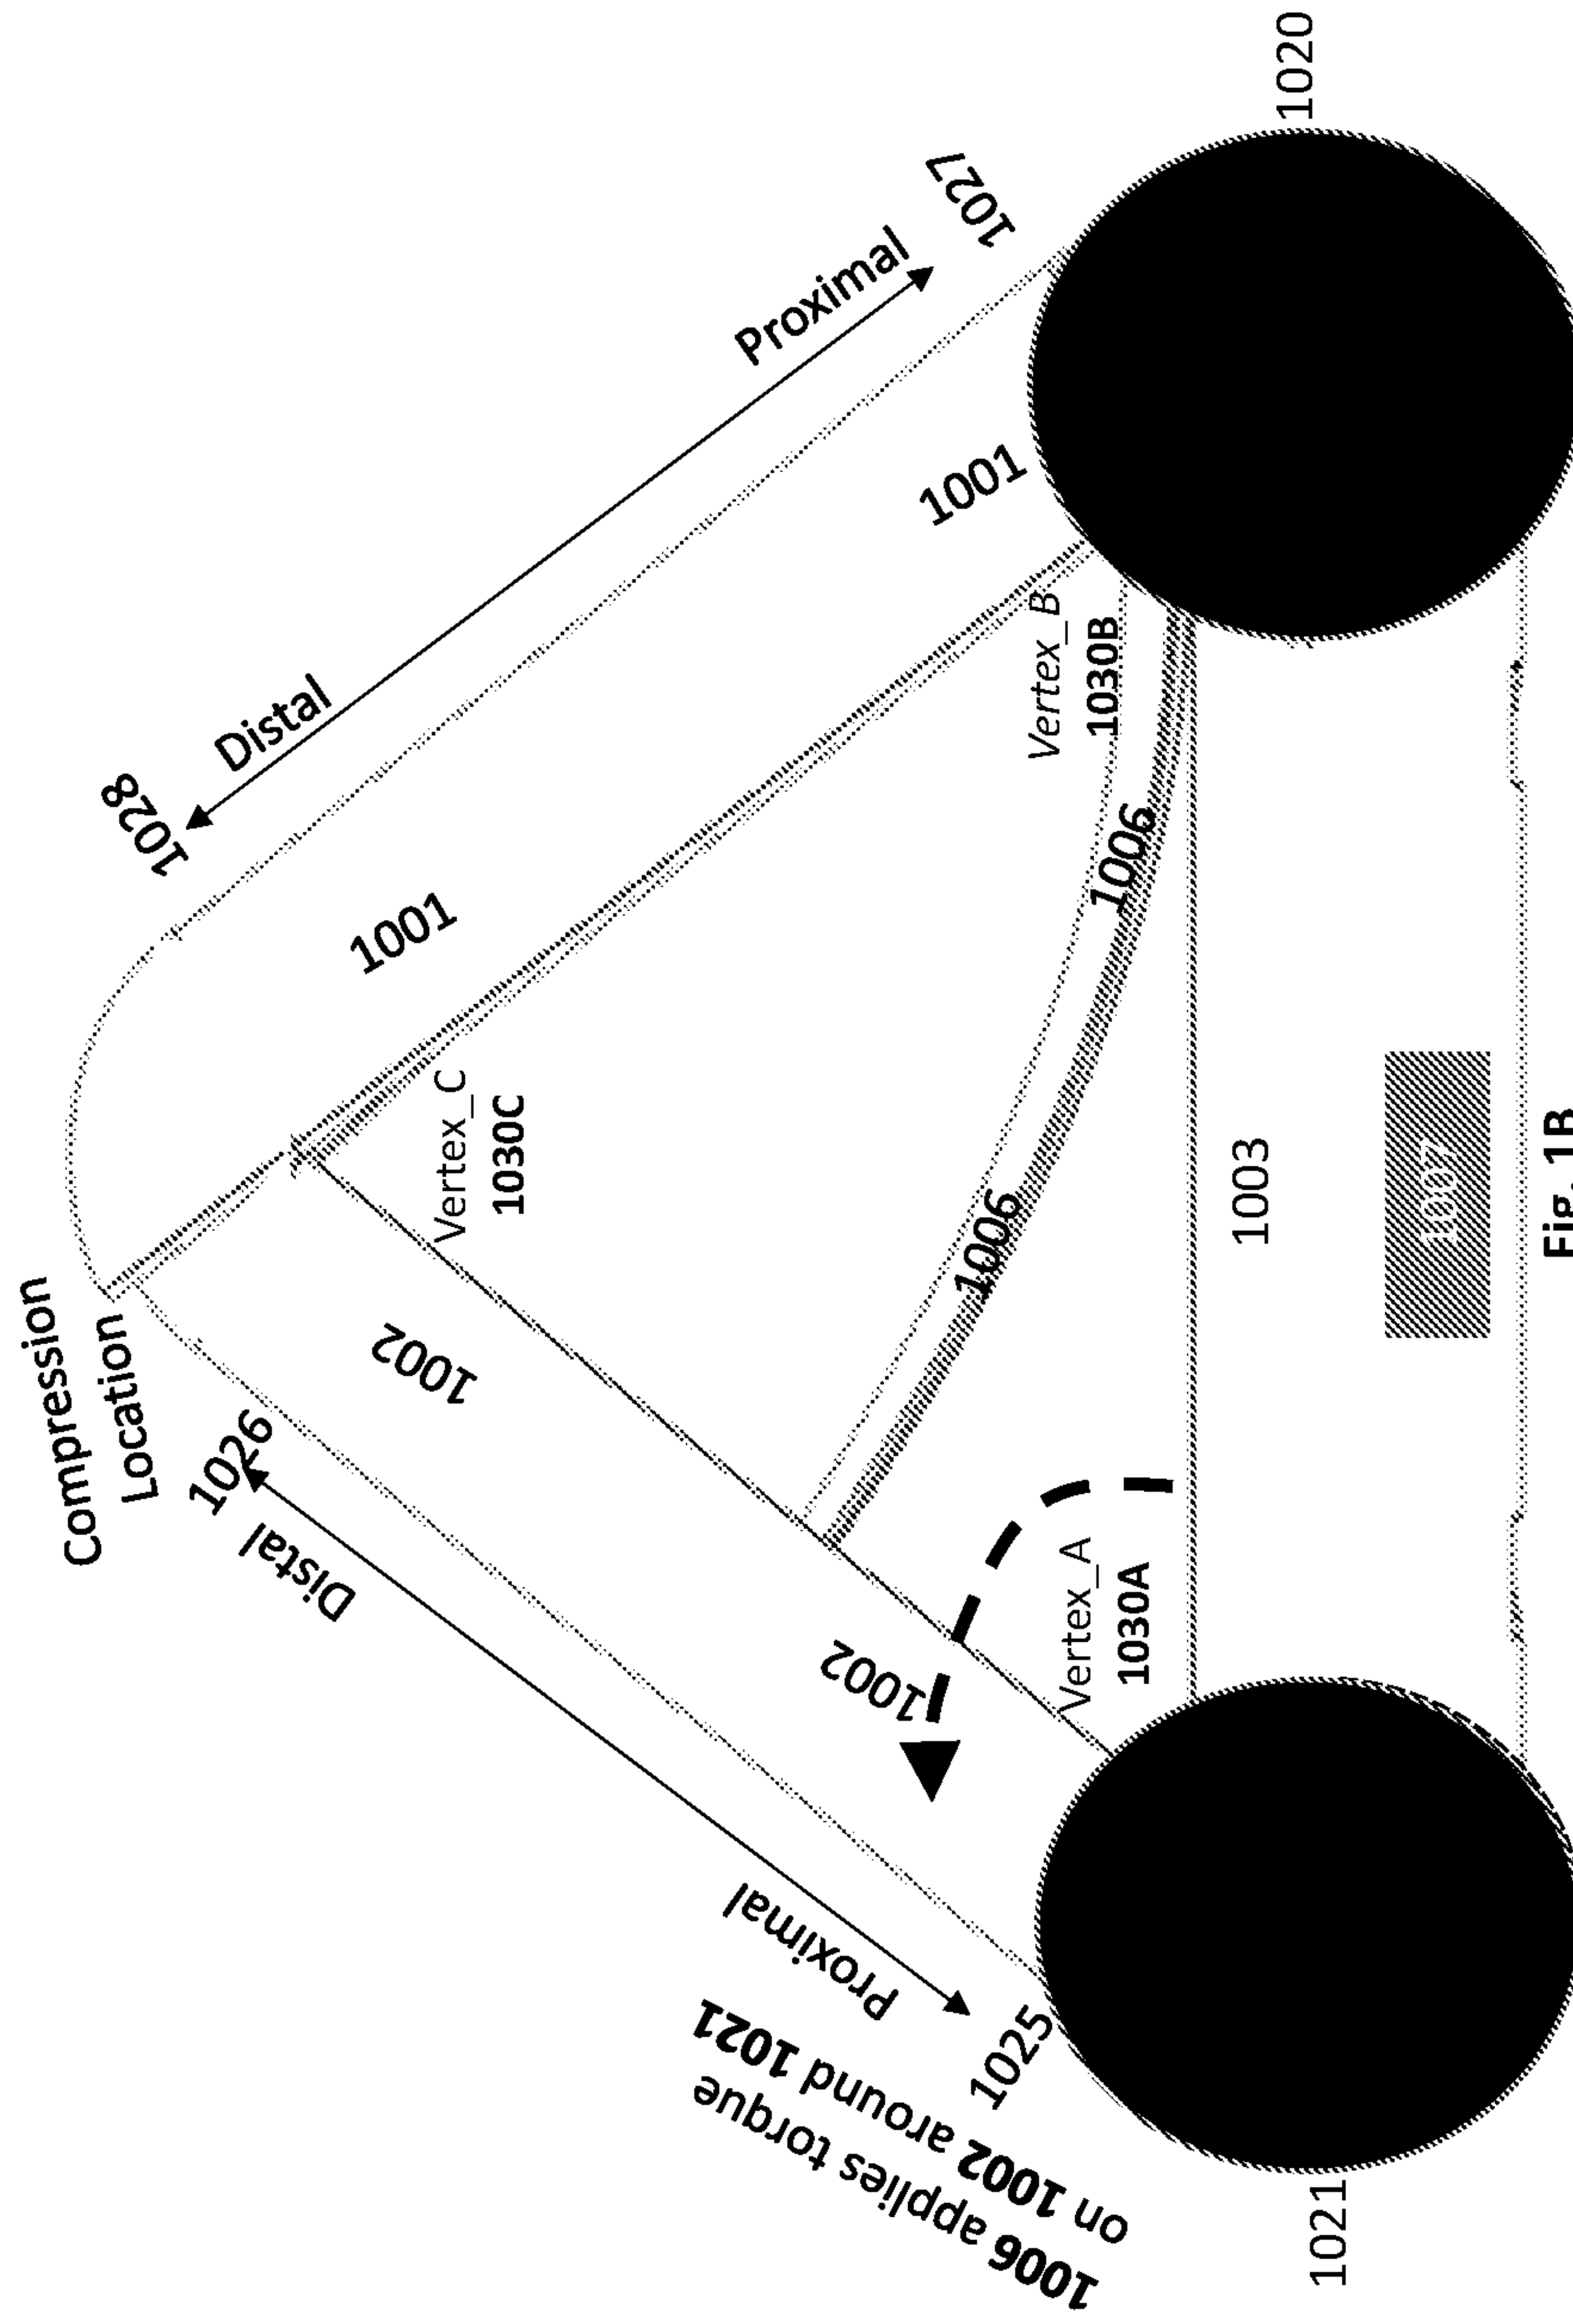 Compression
Location
1028
1026
Distal
Distal
1001
1002
Vertex_C
1030C
Proximal
Proximal
1006 applies torque
on 1002 around 1021
1002
1027
1001
1006
1025
Vertex_B
1030B
Vertex_A
1030A
1006
1003
1021
1020
1007
Fig. 1B